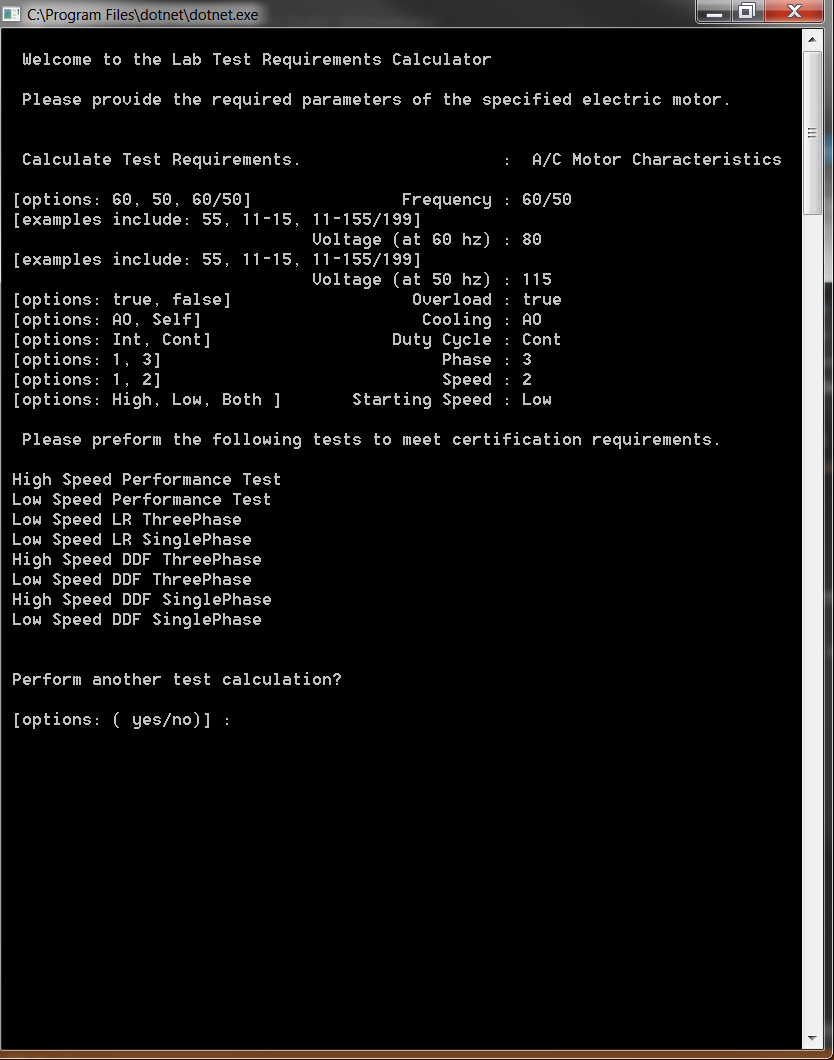 C:\Program Files\dotnet\dotnet.exe
Welcome to the Lab Test Requirements Calculator
Please provide the required parameters of the specified electric motor.
Calculate Test Requirements. : A/C Motor Characteristics
[options: 60, 50, 60/50] Frequency : 60/50
[examples include: 55, 11-15, 11-155/199]
Voltage (at 60 hz) : 80
[examples include: 55, 11-15, 11-155/199]
Voltage (at 50 hz) : 115
[options: true, false] Overload : true
[options: AO, Self] Cooling : AO
[options: Int, Cont] Duty Cycle : Cont
[options: 1, 3] Phase : 3
[options: 1, 2] Speed : 2
[options: High, Low, Both ] Starting Speed : Low
Please preform the following tests to meet certification requirements.
High Speed Performance Test
Low Speed Performance Test
Low Speed LR ThreePhase
Low Speed LR SinglePhase
High Speed DDF ThreePhase
Low Speed DDF ThreePhase
High Speed DDF SinglePhase
Low Speed DDF SinglePhase
Perform another test calculation?
[options: ( yes/no)] :